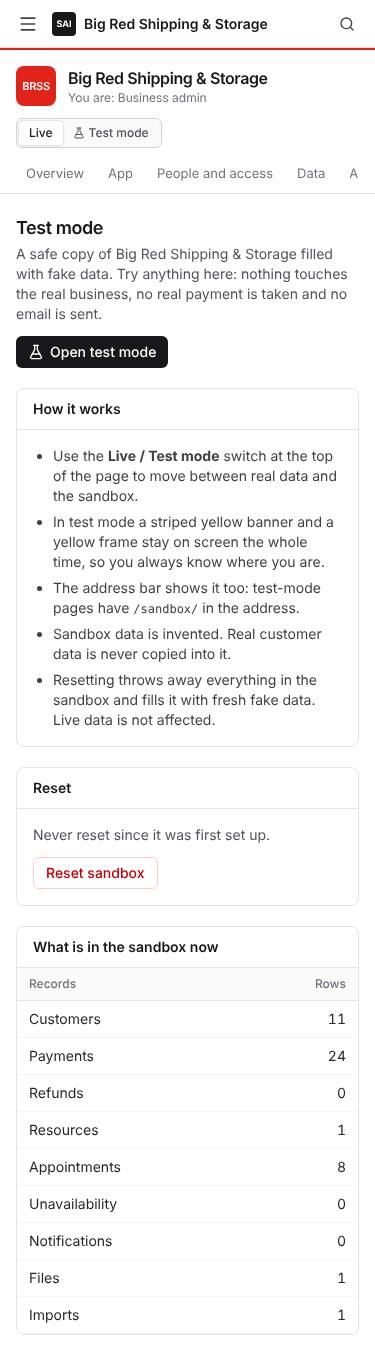 SAI Big Red Shipping & Storage
BRSS
Big Red Shipping & Storage
You are: Business admin
Live Test mode
Overview App People and access Data A
Test mode
A safe copy of Big Red Shipping & Storage filled
with fake data. Try anything here: nothing touches
the real business, no real payment is taken and no
email is sent.
Open test mode
How it works
• Use the Live / Test mode switch at the top
of the page to move between real data and
the sandbox.
• In test mode a striped yellow banner and a
yellow frame stay on screen the whole
time, so you always know where you are.
• The address bar shows it too: test-mode
pages have /sandbox/ in the address.
• Sandbox data is invented. Real customer
data is never copied into it.
• Resetting throws away everything in the
sandbox and fills it with fresh fake data.
Live data is not affected.
Reset
Never reset since it was first set up.
Reset sandbox
What is in the sandbox now
Records Rows
Customers 11
Payments 24
Refunds 0
Resources 1
Appointments 8
Unavailability 0
Notifications 0
Files 1
Imports 1